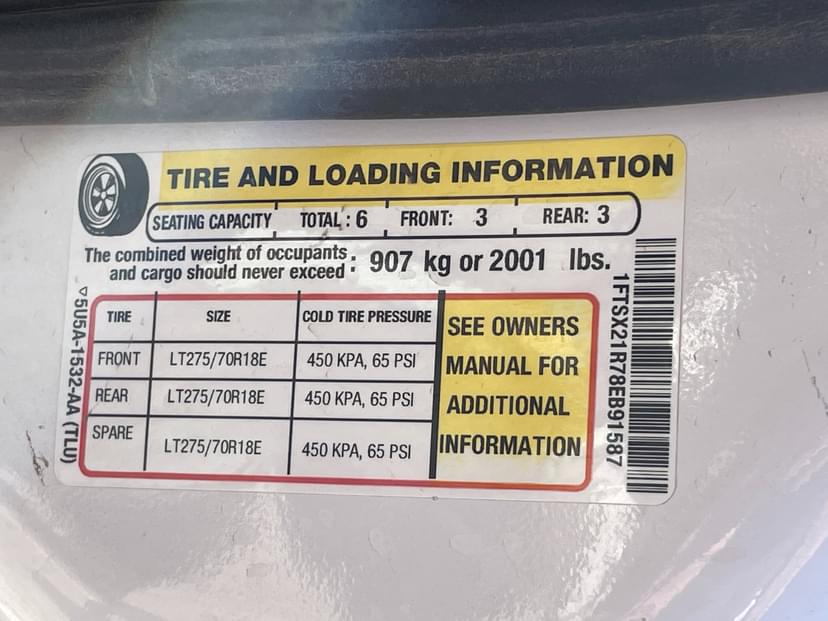 TIRE AND LOADING INFORMATION
SEATING CAPACITY TOTAL : 6 FRONT: 3 REAR: 3
The combined weight of occupants
and cargo should never exceed : 907 kg or 2001 lbs.
TIRE SIZE COLD TIRE PRESSURE
FRONT LT275/70R18E 450 KPA, 65 PSI
REAR LT275/70R18E 450 KPA, 65 PSI
SPARE LT275/70R18E 450 KPA, 65 PSI
SEE OWNERS
MANUAL FOR
ADDITIONAL
INFORMATION
5U5A-1532-AA (TLU)
1FTSX21R78EB91587